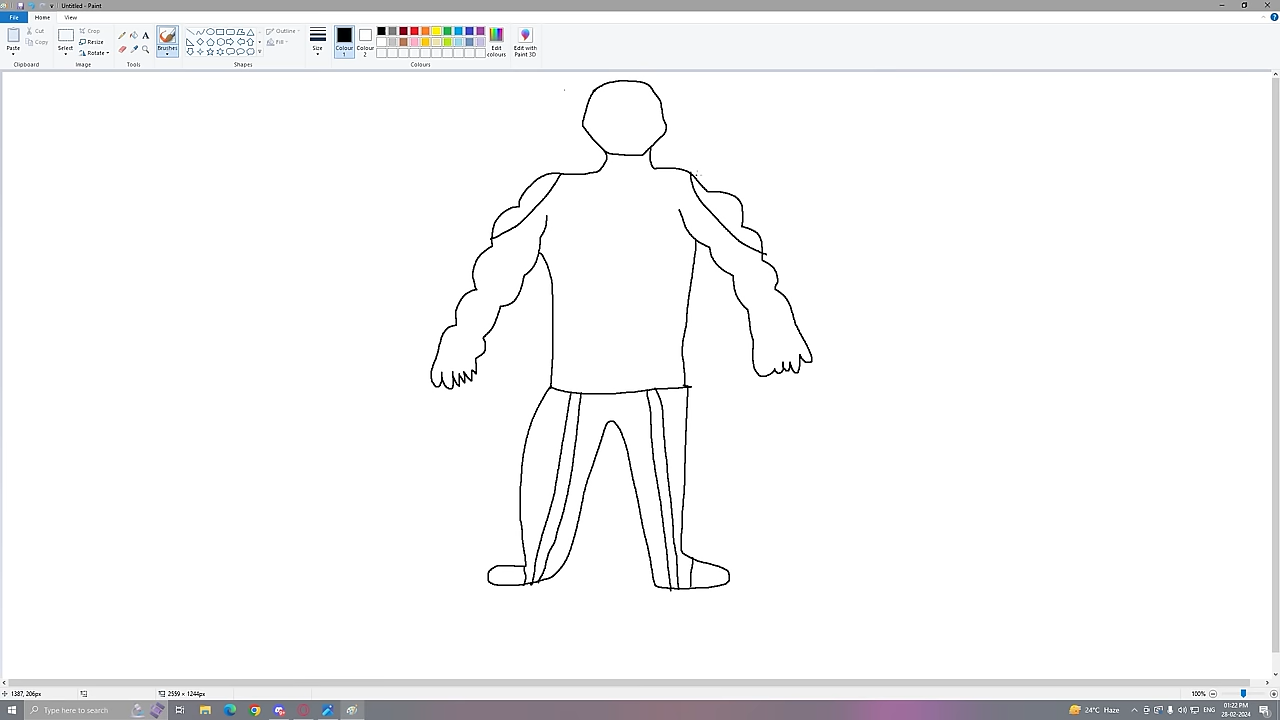 Untitled - Paint
File Home View
Paste
Cut
Copy
Clipboard
Select
Crop
Resize
Rotate
Image
Tools
Brushes
Shapes
Outline
Fill
Size
Colour 1
Colour 2
Colours
Edit colours
Edit with Paint 3D
1387, 206px
2559 × 1244px
100%
Type here to search
24°C Haze
ENG
01:22 PM
28-02-2024